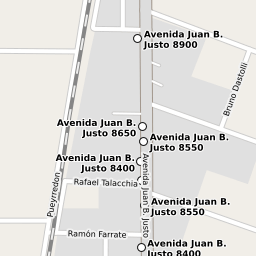 Avenida Juan B.
Justo 8900
Bruno Dastolli
Avenida Juan B.
Justo 8650
Avenida Juan B.
Justo 8550
Avenida Juan B.
Justo 8400
Rafael Talacchia
Avenida Juan B. Justo
Pueyrredon
Avenida Juan B.
Justo 8550
Ramón Farrate
Avenida Juan B.
Justo 8400